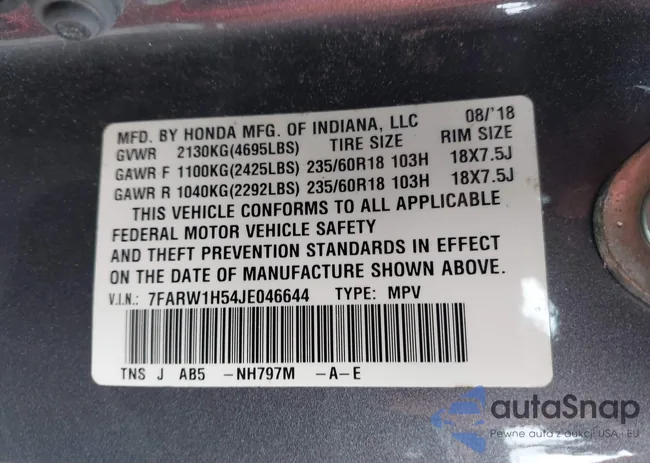 MFD. BY HONDA MFG. OF INDIANA, LLC 08/'18
GVWR 2130KG(4695LBS) TIRE SIZE RIM SIZE
GAWR F 1100KG(2425LBS) 235/60R18 103H 18X7.5J
GAWR R 1040KG(2292LBS) 235/60R18 103H 18X7.5J
THIS VEHICLE CONFORMS TO ALL APPLICABLE
FEDERAL MOTOR VEHICLE SAFETY
AND THEFT PREVENTION STANDARDS IN EFFECT
ON THE DATE OF MANUFACTURE SHOWN ABOVE.
V.I.N.: 7FARW1H54JE046644 TYPE: MPV
TNS J AB5 -NH797M -A-E
autaSnap
Pewne auta z aukcji USA - EU